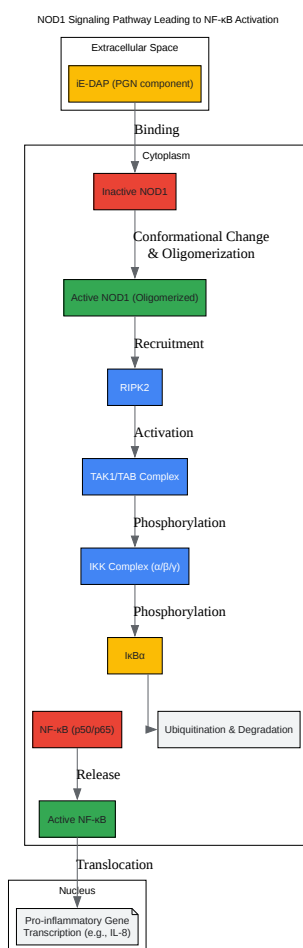 NOD1 Signaling Pathway Leading to NF-κB Activation
Extracellular Space
iE-DAP (PGN component)
Binding
Cytoplasm
Inactive NOD1
Conformational Change
& Oligomerization
Active NOD1 (Oligomerized)
Recruitment
RIPK2
Activation
TAK1/TAB Complex
Phosphorylation
IKK Complex (α/β/γ)
Phosphorylation
IκBα
NF-κB (p50/p65)
Ubiquitination & Degradation
Release
Active NF-κB
Translocation
Nucleus
Pro-inflammatory Gene
Transcription (e.g., IL-8)